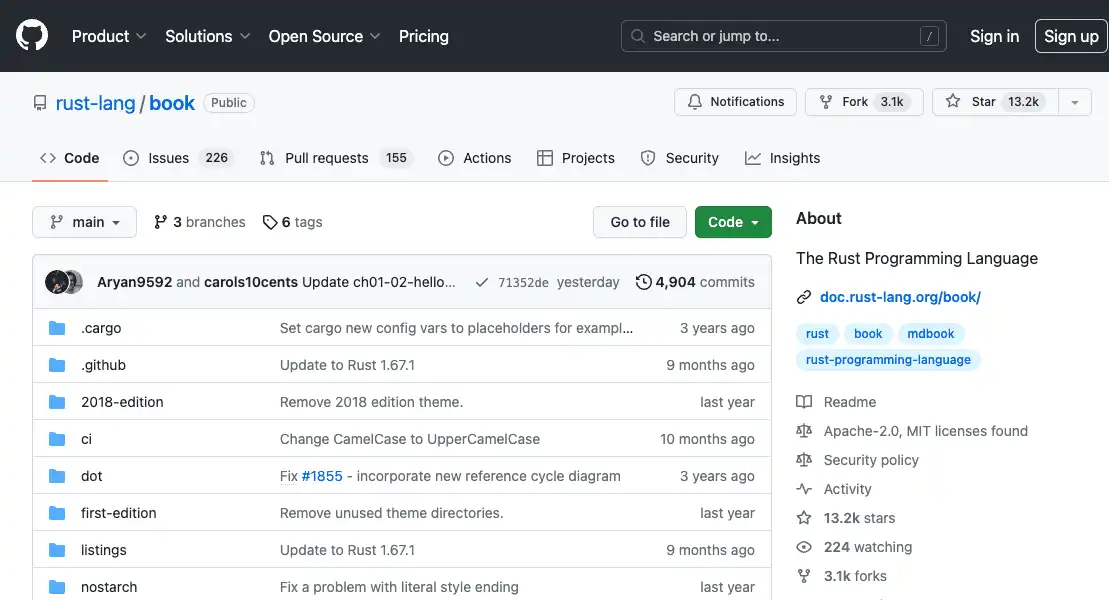 Product Solutions Open Source Pricing Search or jump to... / Sign in Sign up
rust-lang / book Public Notifications Fork 3.1k Star 13.2k
Code Issues 226 Pull requests 155 Actions Projects Security Insights
main 3 branches 6 tags Go to file Code
Aryan9592 and carols10cents Update ch01-02-hello... 71352de yesterday 4,904 commits
.cargo Set cargo new config vars to placeholders for exampl... 3 years ago
.github Update to Rust 1.67.1 9 months ago
2018-edition Remove 2018 edition theme. last year
ci Change CamelCase to UpperCamelCase 10 months ago
dot Fix #1855 - incorporate new reference cycle diagram 3 years ago
first-edition Remove unused theme directories. last year
listings Update to Rust 1.67.1 9 months ago
nostarch Fix a problem with literal style ending last year
About
The Rust Programming Language
doc.rust-lang.org/book/
rust book mdbook
rust-programming-language
Readme
Apache-2.0, MIT licenses found
Security policy
Activity
13.2k stars
224 watching
3.1k forks